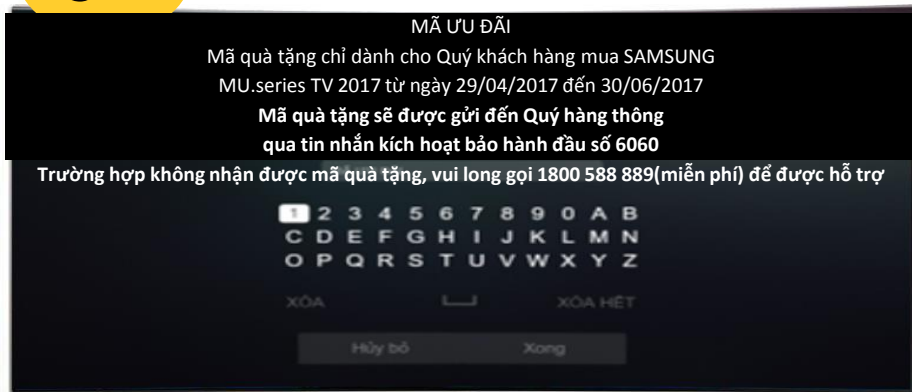 MÃ ƯU ĐÃI
Mã quà tặng chỉ dành cho Quý khách hàng mua SAMSUNG
MU.series TV 2017 từ ngày 29/04/2017 đến 30/06/2017
Mã quà tặng sẽ được gửi đến Quý hàng thông
qua tin nhắn kích hoạt bảo hành đầu số 6060
Trường hợp không nhận được mã quà tặng, vui long gọi 1800 588 889(miễn phí) để được hỗ trợ
1 2 3 4 5 6 7 8 9 0 A B
C D E F G H I J K L M N
O P Q R S T U V W X Y Z
XÓA XÓA HẾT
Hủy bỏ Xong